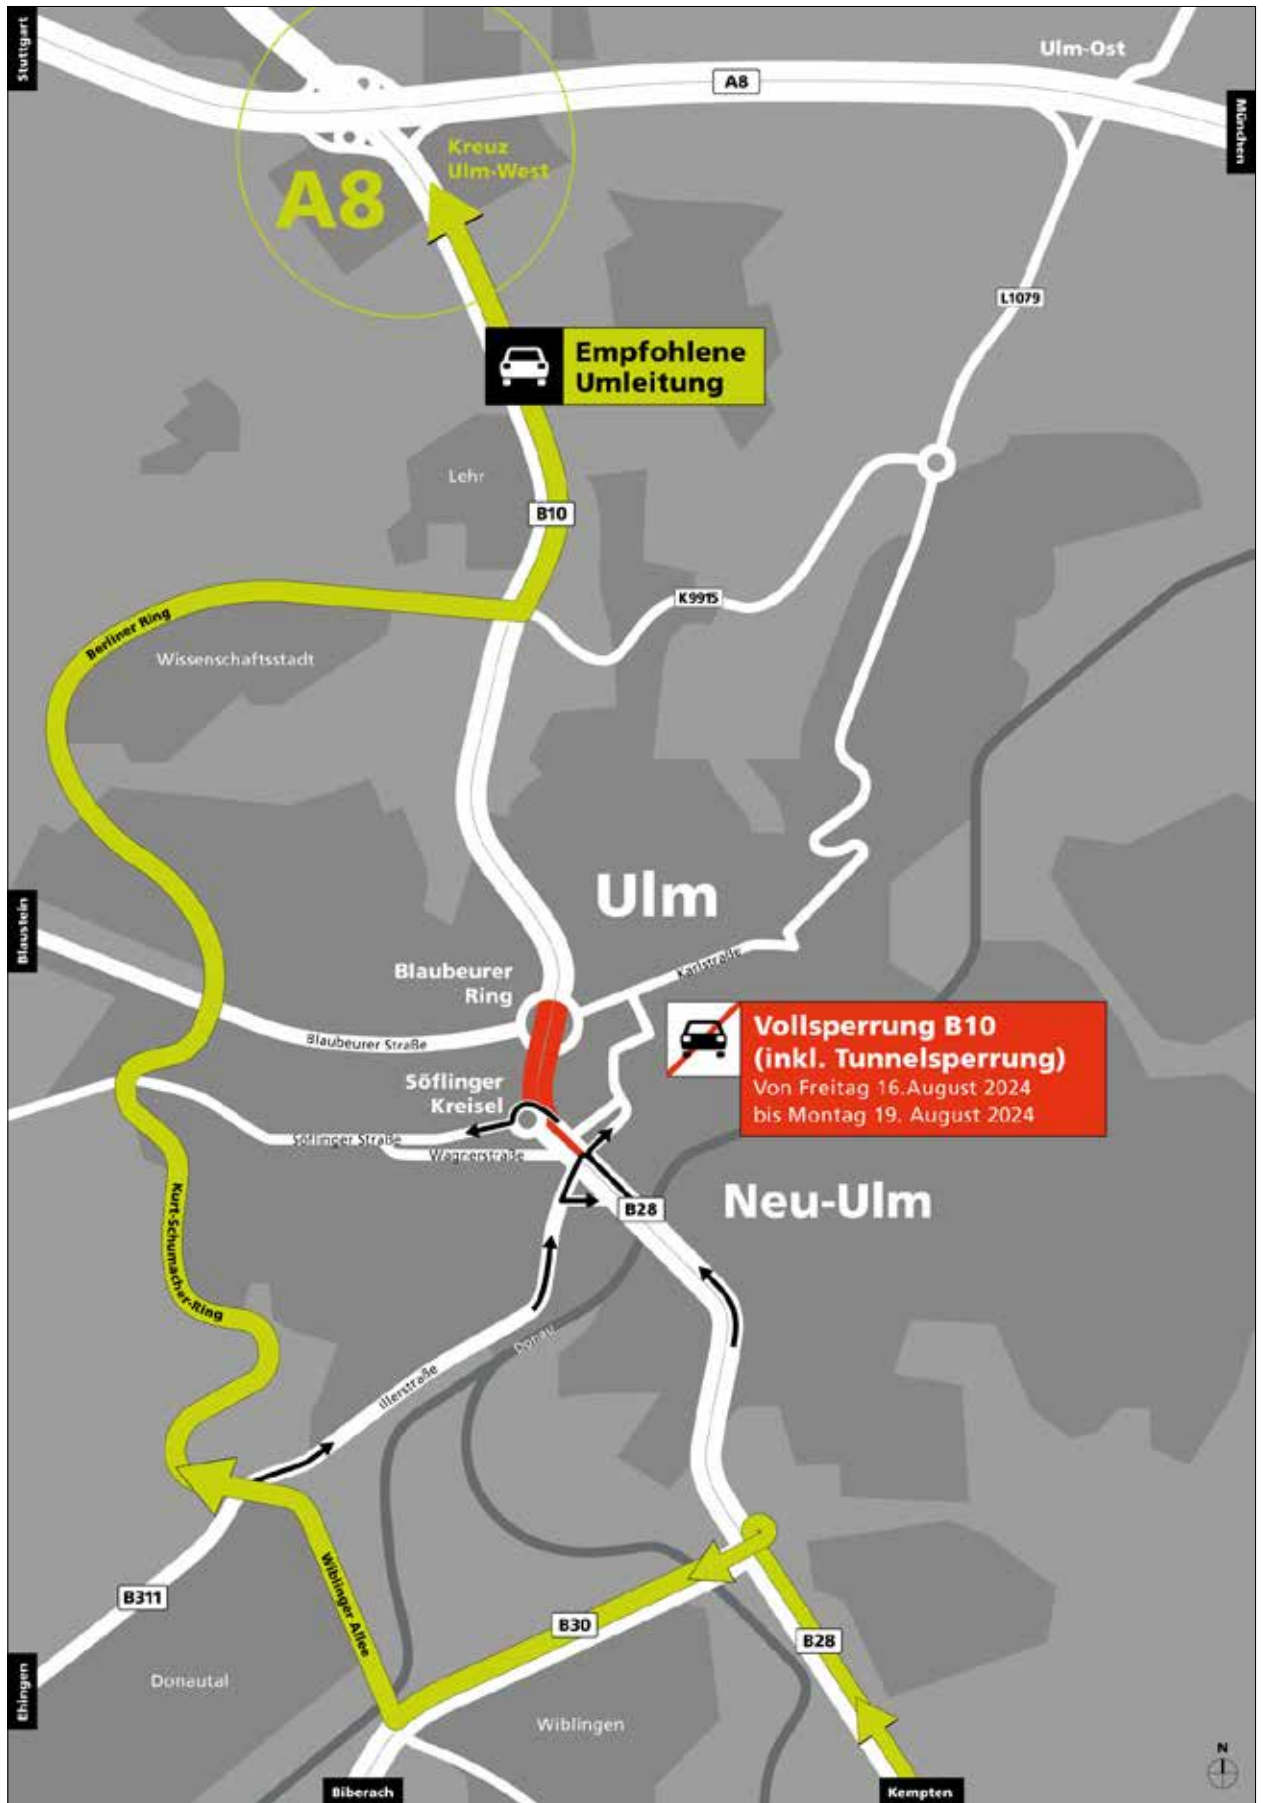 Stuttgart
Ulm-Ost
A8
München
Kreuz
Ulm-West
A8
L1079
Empfohlene
Umleitung
Lehr
B10
K9915
Berliner Ring
Wissenschaftsstadt
Ulm
Blaustein
Blaubeurer
Ring
Karlstraße
Blaubeurer Straße
Vollsperrung B10
(inkl. Tunnelsperrung)
Von Freitag 16.August 2024
bis Montag 19. August 2024
Söflinger
Kreisel
Söflinger Straße
Wagnerstraße
Kurt-Schumacher-Ring
B28
Neu-Ulm
Donau
Illerstraße
Wiblinger Allee
B311
B30
B28
Ehingen
Donautal
Wiblingen
N
Biberach
Kempten